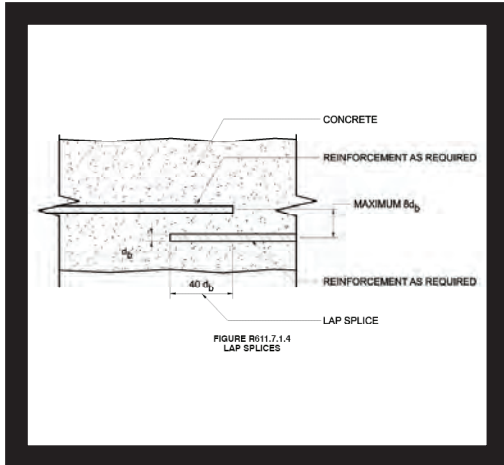 CONCRETE
REINFORCEMENT AS REQUIRED
MAXIMUM 8db
db
REINFORCEMENT AS REQUIRED
40 db
LAP SPLICE
FIGURE R611.7.1.4
LAP SPLICES